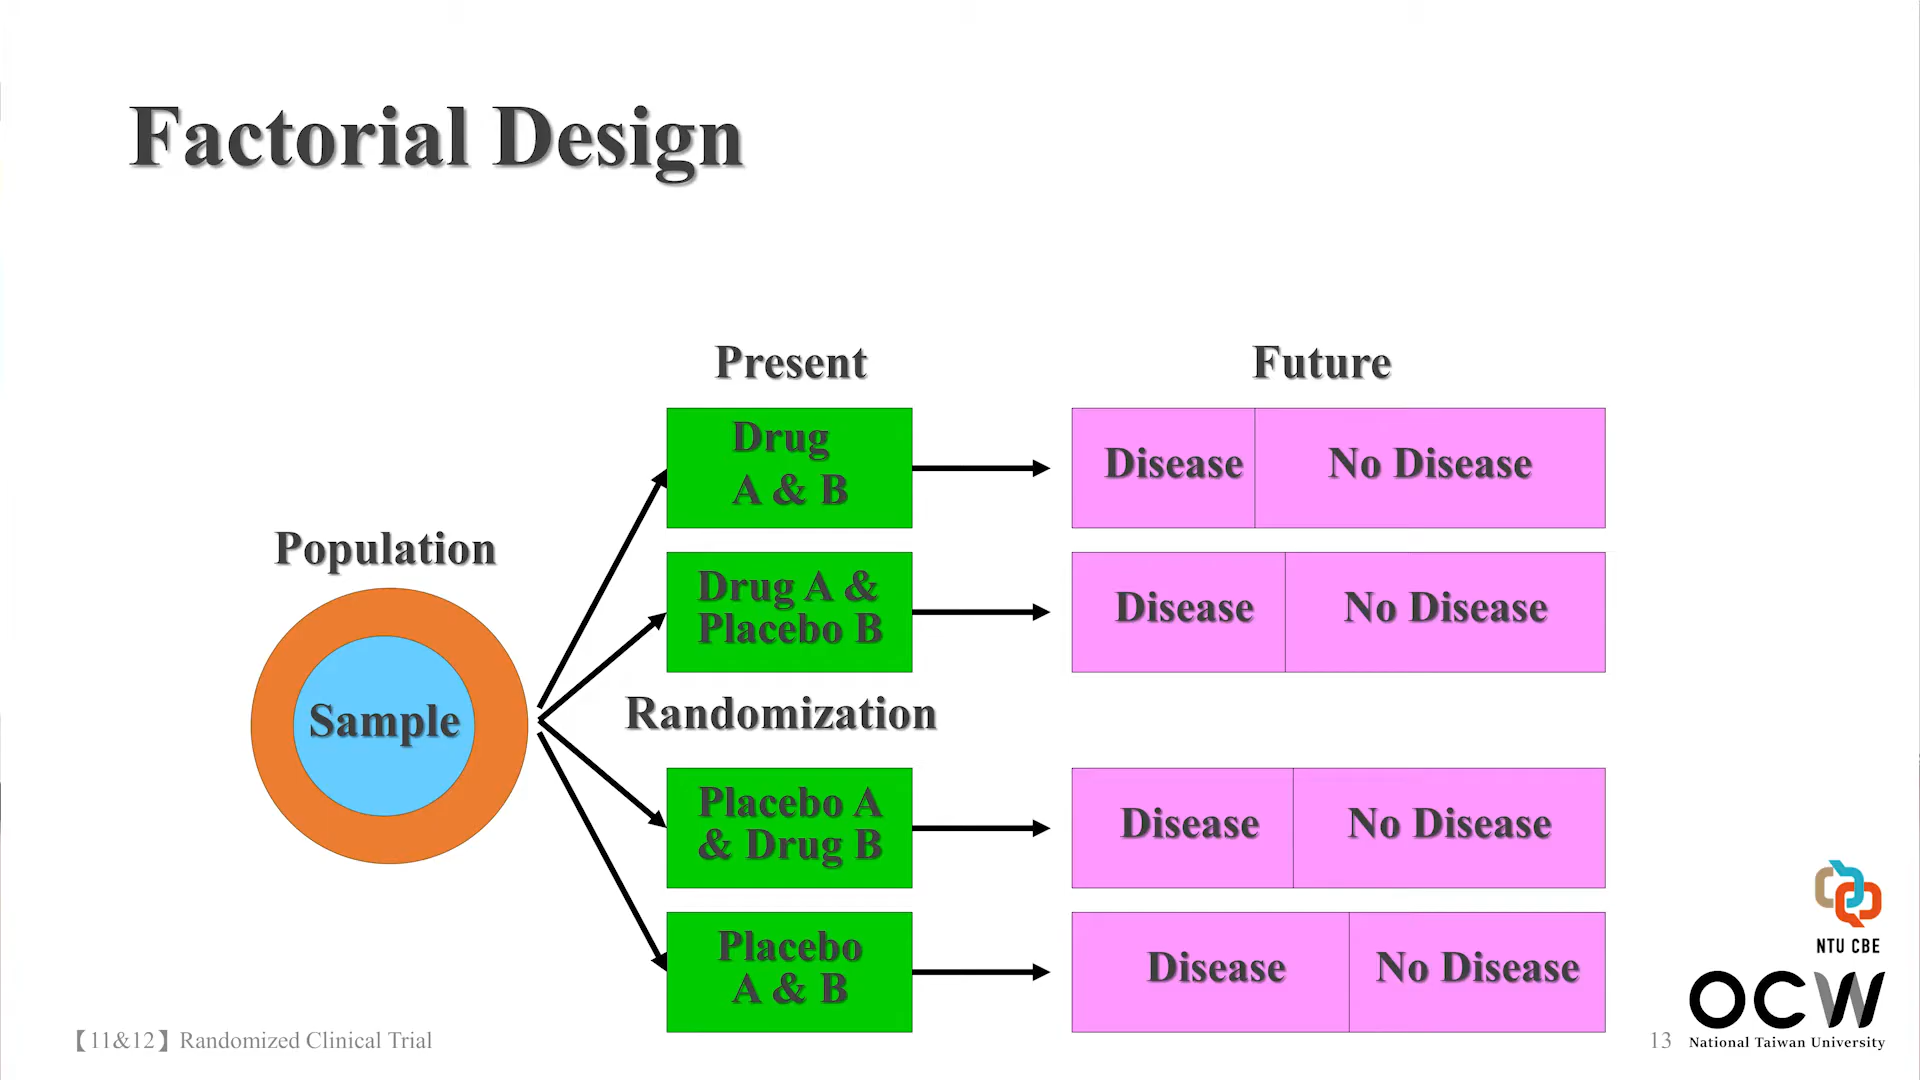 Factorial Design
Present
Future
Drug
A & B
Disease
No Disease
Population
Sample
Drug A &
Placebo B
Disease
No Disease
Randomization
Placebo A
& Drug B
Disease
No Disease
Placebo
A & B
Disease
No Disease
NTU CBE
OCW
National Taiwan University
【11&12】Randomized Clinical Trial
13